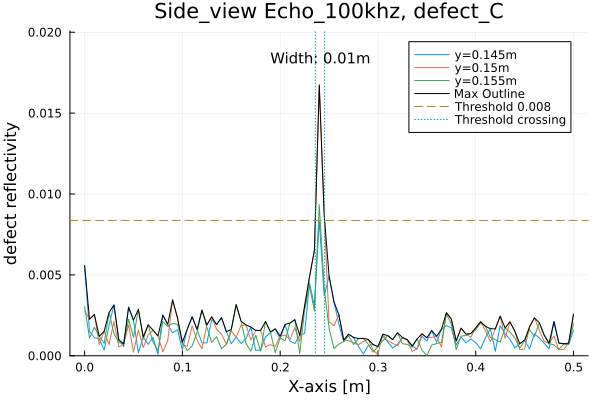 Side_view Echo_100khz, defect_C
0.020
Width: 0.01m
y=0.145m
y=0.15m
y=0.155m
Max Outline
Threshold 0.008
Threshold crossing
0.015
0.010
0.005
0.000
defect reflectivity
0.0 0.1 0.2 0.3 0.4 0.5
X-axis [m]